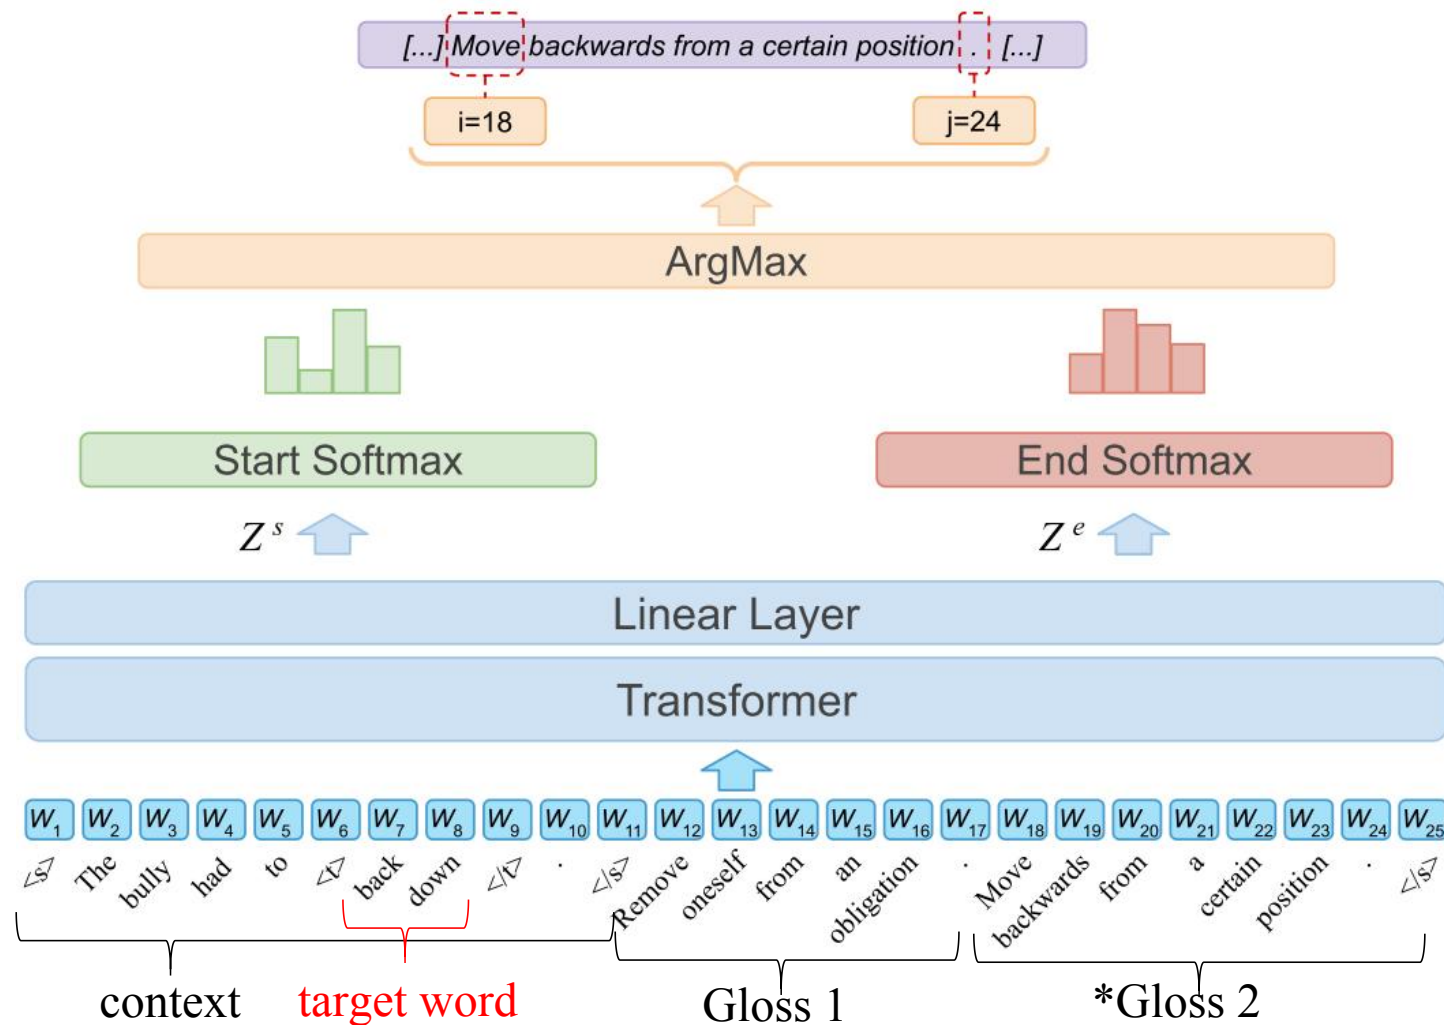 [...] Move backwards from a certain position . [...]
i=18 j=24
ArgMax
Start Softmax End Softmax
Z s Z e
Linear Layer
Transformer
W1 W2 W3 W4 W5 W6 W7 W8 W9 W10 W11 W12 W13 W14 W15 W16 W17 W18 W19 W20 W21 W22 W23 W24 W25
<s> The bully had to <t> back down </t> . </s> Remove oneself from an obligation . Move backwards from a certain position . </s>
context target word Gloss 1 *Gloss 2